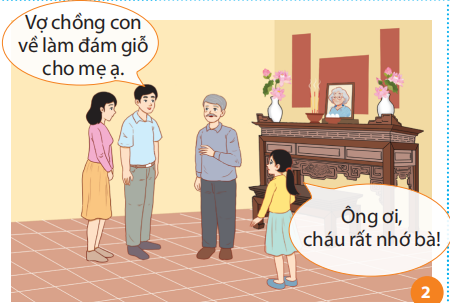 Vợ chồng con
về làm đám giỗ
cho mẹ ạ.
Ông ơi,
cháu rất nhớ bà!
2